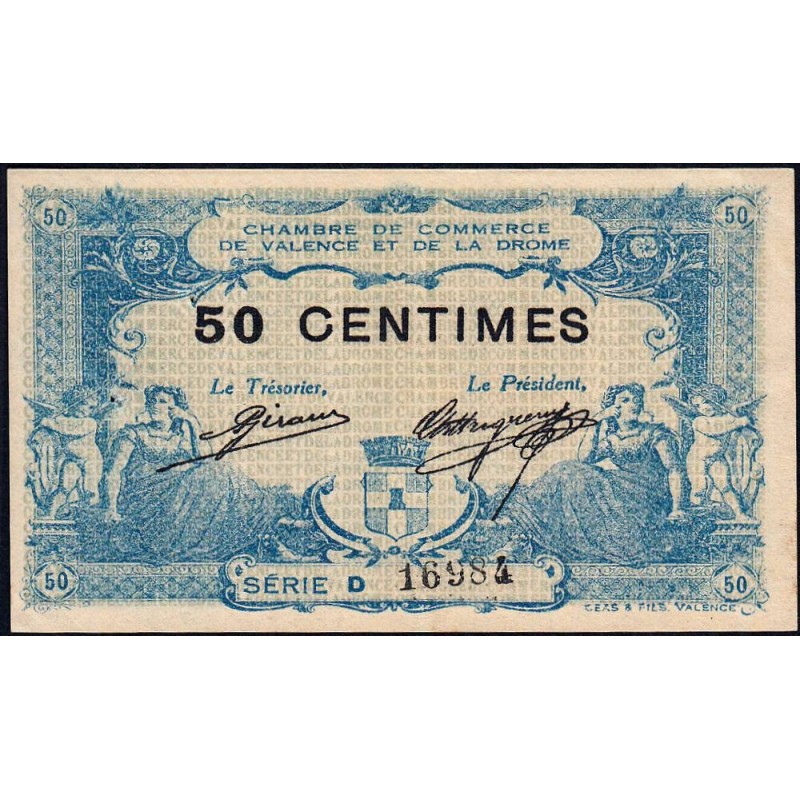 50 50
CHAMBRE DE COMMERCE
DE VALENCE ET DE LA DROME
50 CENTIMES
Le Trésorier, Le Président,
50 SÉRIE D 16984 50
CEAS & FILS, VALENCE